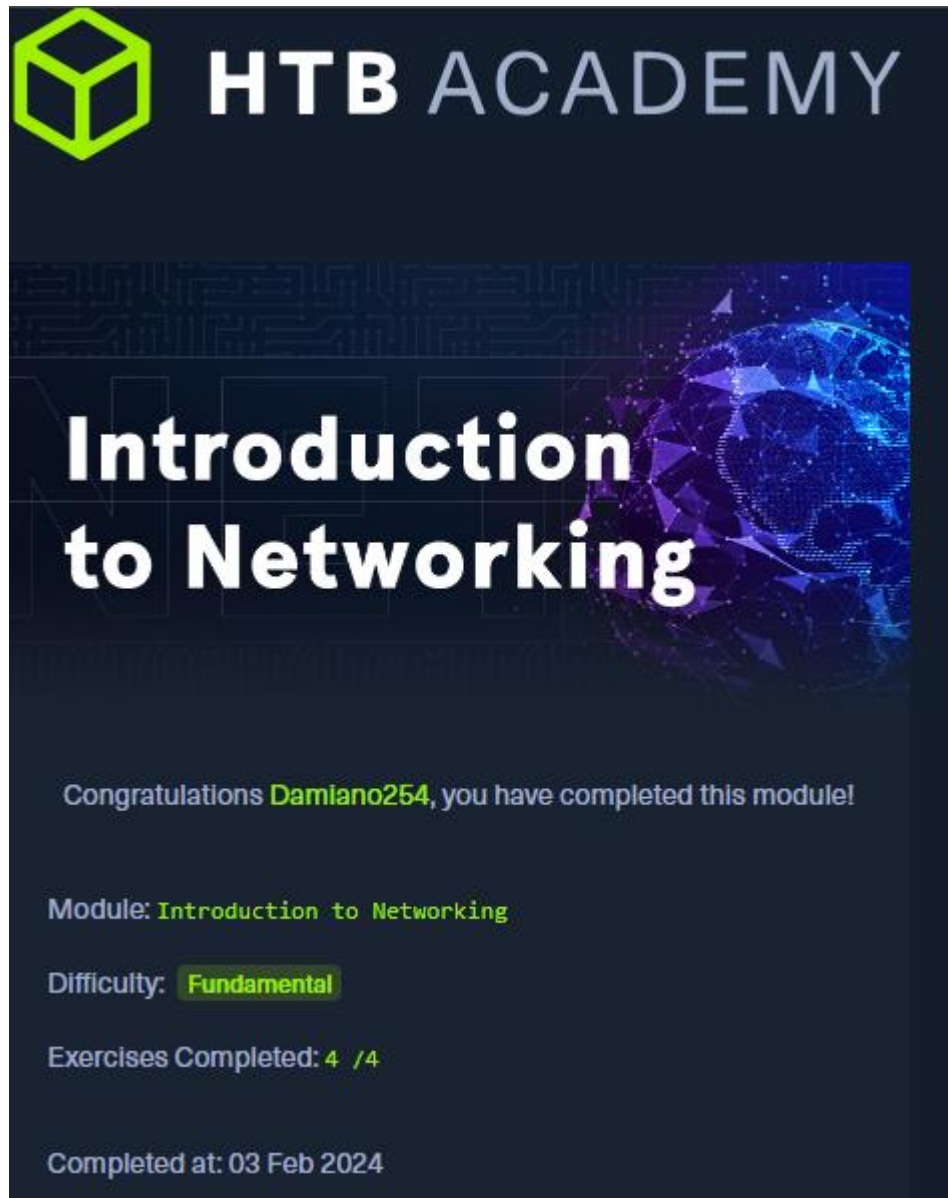 HTB ACADEMY
Introduction
to Networking
Congratulations Damiano254, you have completed this module!
Module: Introduction to Networking
Difficulty: Fundamental
Exercises Completed: 4 /4
Completed at: 03 Feb 2024